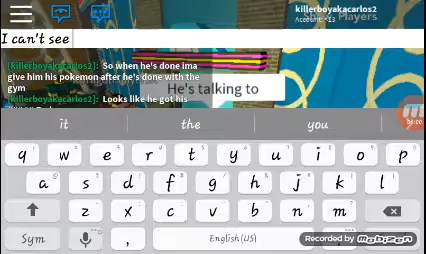 killerboyakacarlos2
Account: <13
Players
I can't see
[killerboyakacarlos2]: So when he's done ima
give him his pokemon after he's done with the
gym
[killerboyakacarlos2]: Looks like he got his
He's talking to
it the you
q w e r t y u i o p
a s d f g h j k l
z x c v b n m
Sym , English(US)
Recorded by Mobizen